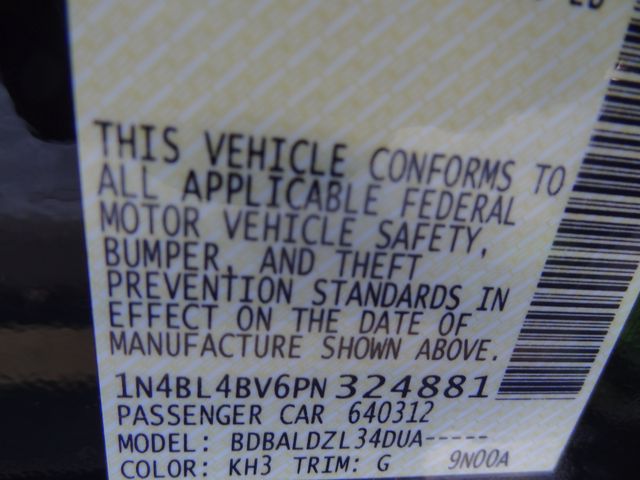 THIS VEHICLE CONFORMS TO
ALL APPLICABLE FEDERAL
MOTOR VEHICLE SAFETY,
BUMPER, AND THEFT
PREVENTION STANDARDS IN
EFFECT ON THE DATE OF
MANUFACTURE SHOWN ABOVE.
1N4BL4BV6PN324881
PASSENGER CAR 640312
MODEL: BDBALDZL34DUA-----
COLOR: KH3 TRIM: G 9N00A